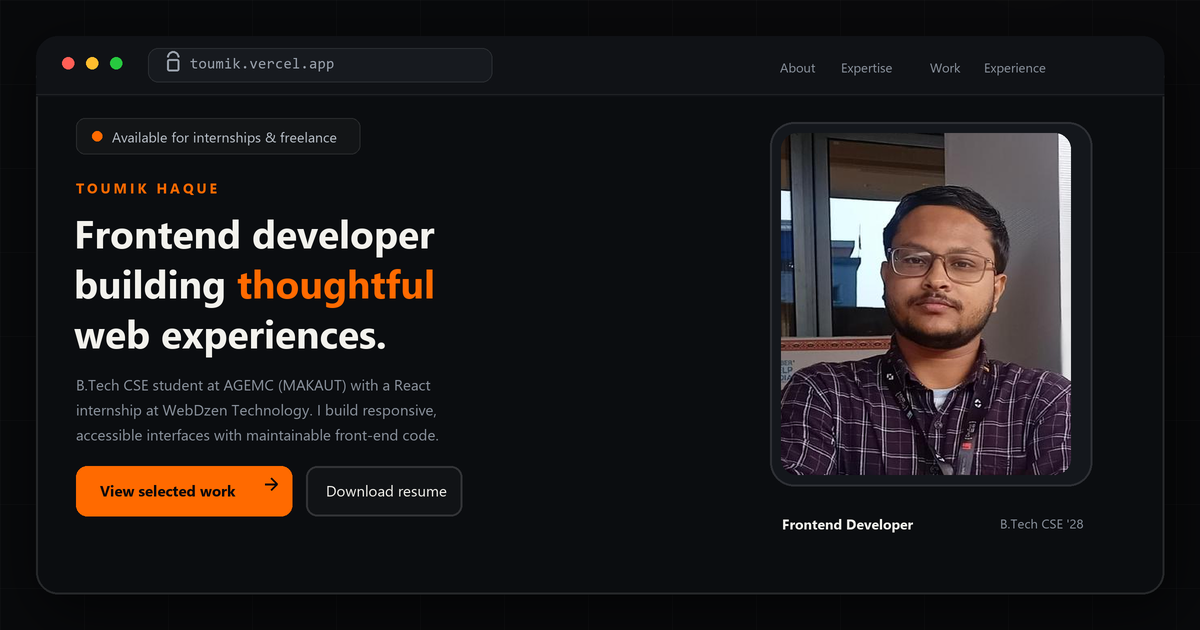 toumik.vercel.app
About Expertise Work Experience
Available for internships & freelance
TOUMIK HAQUE
Frontend developer
building thoughtful
web experiences.
B.Tech CSE student at AGEMC (MAKAUT) with a React
internship at WebDzen Technology. I build responsive,
accessible interfaces with maintainable front-end code.
View selected work →
Download resume
Frontend Developer
B.Tech CSE '28